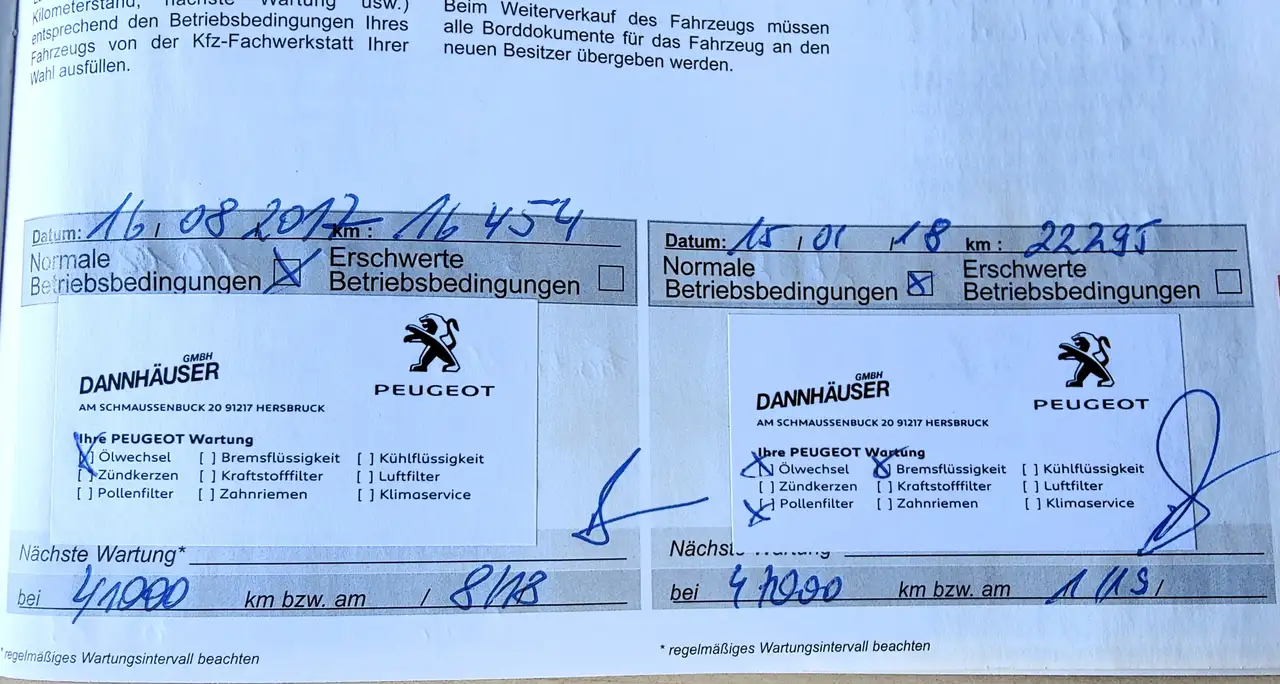 Kilometerstand, nächste Wartung usw.)
entsprechend den Betriebsbedingungen Ihres
Fahrzeugs von der Kfz-Fachwerkstatt Ihrer
Wahl ausfüllen.
Beim Weiterverkauf des Fahrzeugs müssen
alle Borddokumente für das Fahrzeug an den
neuen Besitzer übergeben werden.
Datum: 16 / 08 / 2017 km : 16 454
Normale
Betriebsbedingungen
Erschwerte
Betriebsbedingungen
GMBH
DANNHÄUSER
PEUGEOT
AM SCHMAUSSENBUCK 20 91217 HERSBRUCK
Ihre PEUGEOT Wartung
[X] Ölwechsel [ ] Bremsflüssigkeit [ ] Kühlflüssigkeit
[ ] Zündkerzen [ ] Kraftstofffilter [ ] Luftfilter
[ ] Pollenfilter [ ] Zahnriemen [ ] Klimaservice
Nächste Wartung*
bei 41000 km bzw. am / 8/18
*regelmäßiges Wartungsintervall beachten
Datum: 15 / 01 / 18 km : 22295
Normale
Betriebsbedingungen
Erschwerte
Betriebsbedingungen
GMBH
DANNHÄUSER
PEUGEOT
AM SCHMAUSSENBUCK 20 91217 HERSBRUCK
Ihre PEUGEOT Wartung
[X] Ölwechsel [X] Bremsflüssigkeit [ ] Kühlflüssigkeit
[ ] Zündkerzen [ ] Kraftstofffilter [ ] Luftfilter
[X] Pollenfilter [ ] Zahnriemen [ ] Klimaservice
Nächste Wartung
bei 47000 km bzw. am 1/19/
* regelmäßiges Wartungsintervall beachten